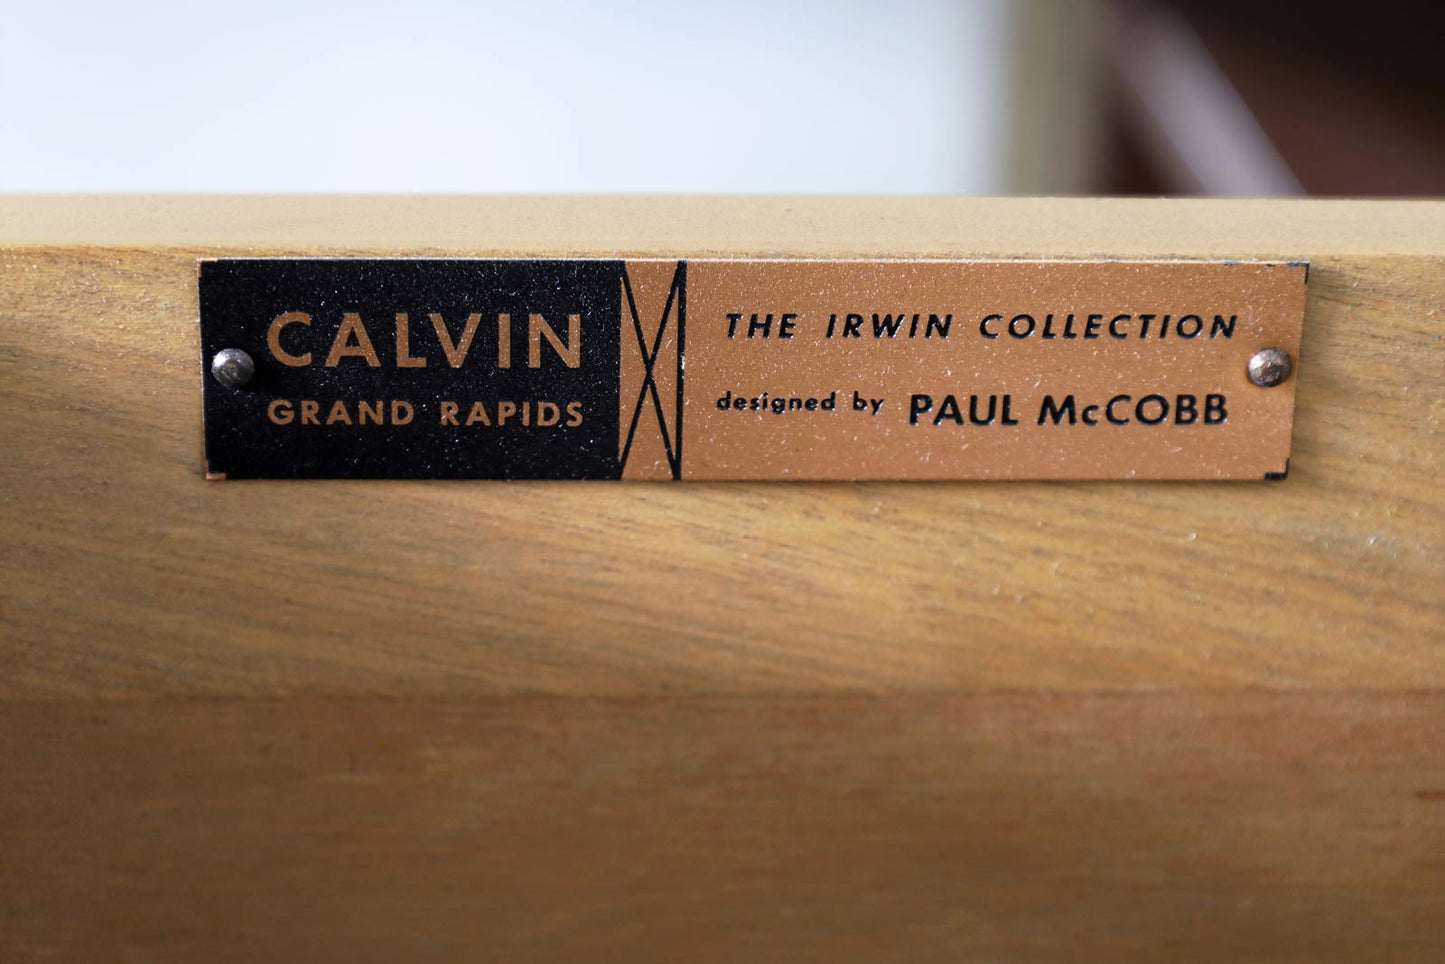 CALVIN
GRAND RAPIDS
THE IRWIN COLLECTION
designed by PAUL McCOBB